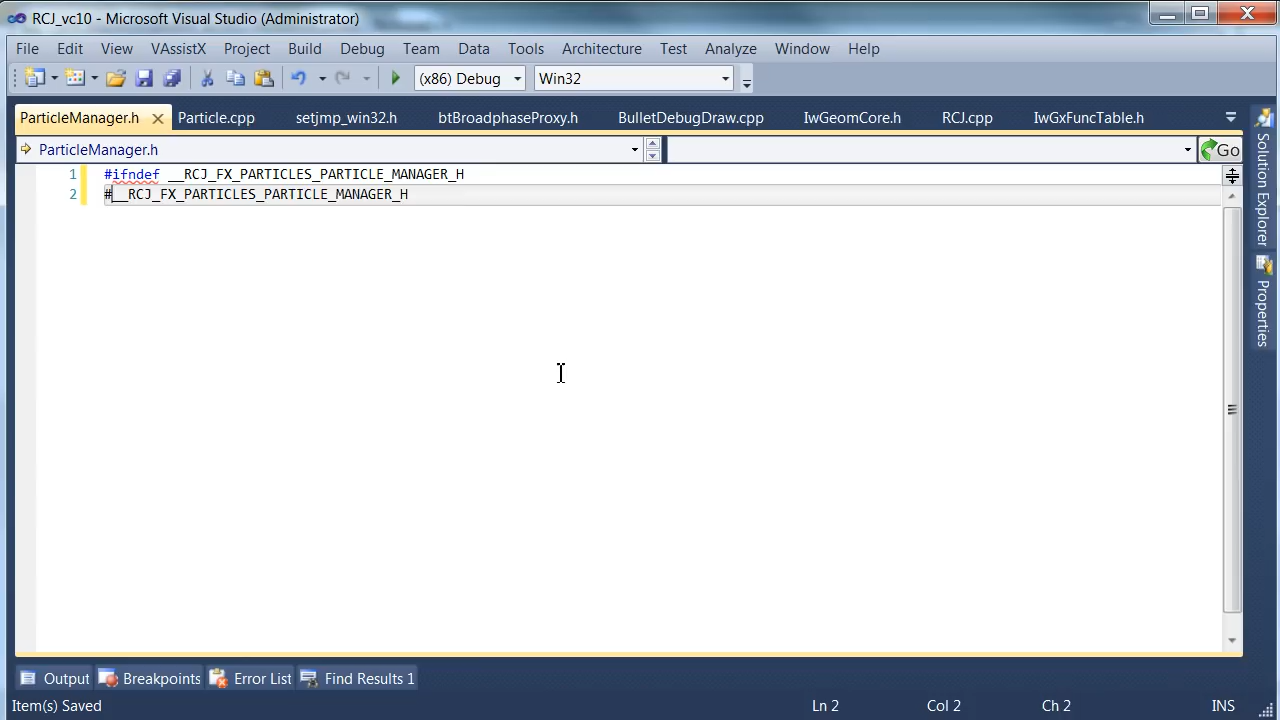 RCJ_vc10 - Microsoft Visual Studio (Administrator)
File Edit View VAssistX Project Build Debug Team Data Tools Architecture Test Analyze Window Help
(x86) Debug Win32
ParticleManager.h Particle.cpp setjmp_win32.h btBroadphaseProxy.h BulletDebugDraw.cpp IwGeomCore.h RCJ.cpp IwGxFuncTable.h
ParticleManager.h Go
1 #ifndef __RCJ_FX_PARTICLES_PARTICLE_MANAGER_H
2 #__RCJ_FX_PARTICLES_PARTICLE_MANAGER_H
Solution Explorer
Properties
Output Breakpoints Error List Find Results 1
Item(s) Saved Ln 2 Col 2 Ch 2 INS